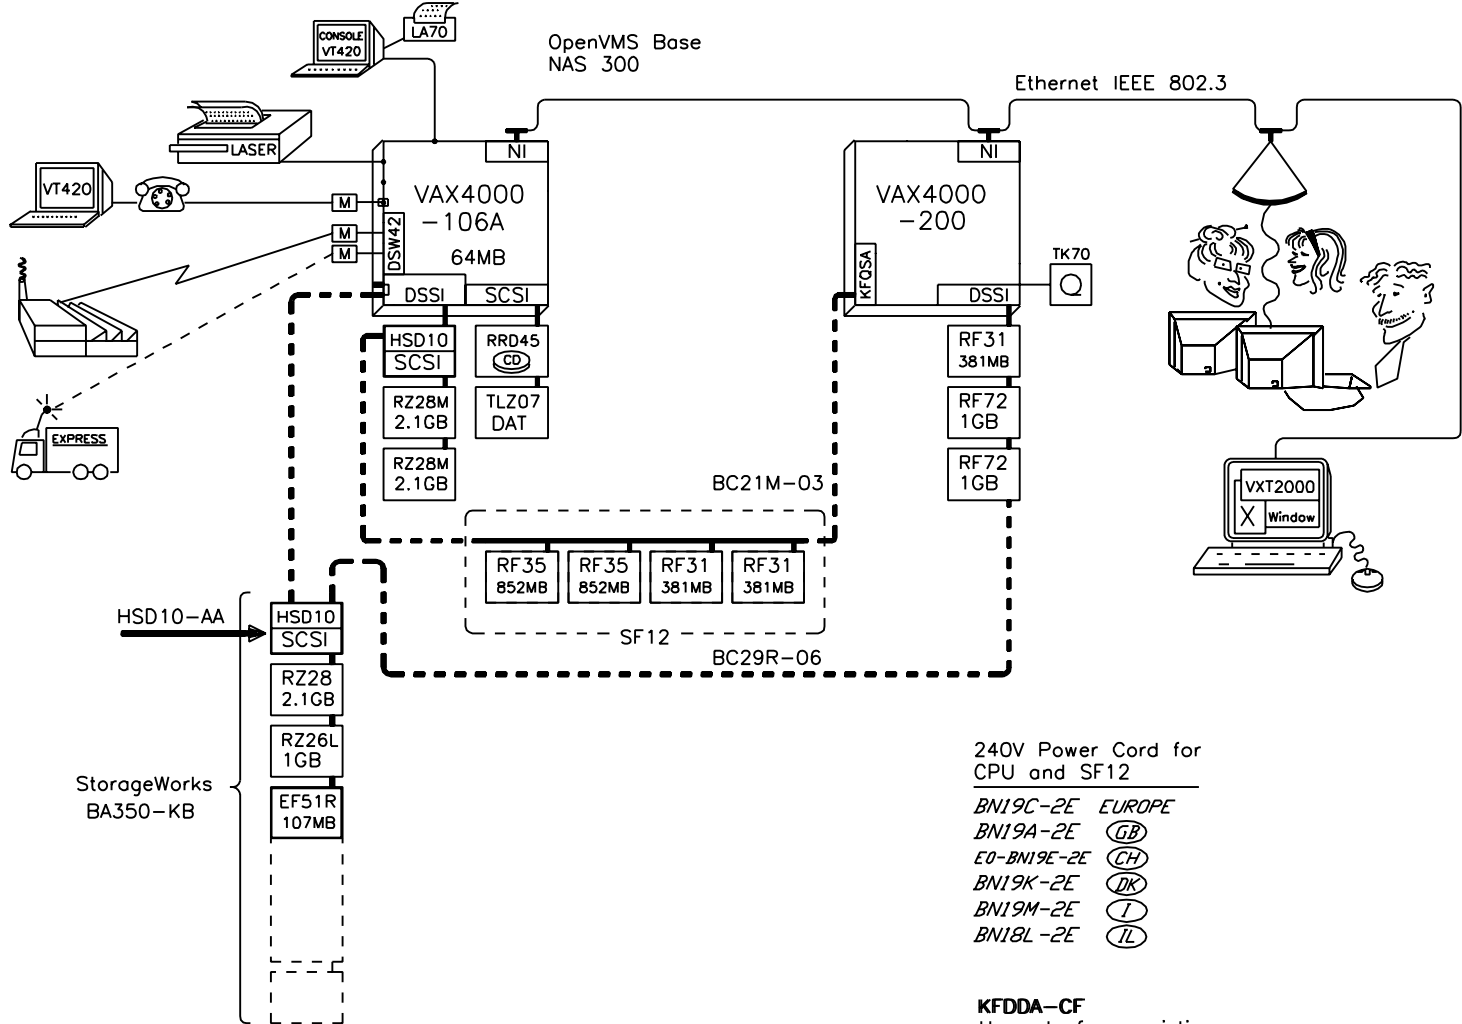 CONSOLE
VT420
LA70
OpenVMS Base
NAS 300
Ethernet IEEE 802.3
LASER
VT420
M
M
M
NI
VAX4000
-106A
64MB
DSW42
DSSI
SCSI
NI
VAX4000
-200
KFQSA
DSSI
TK70
HSD10
SCSI
RZ28M
2.1GB
RZ28M
2.1GB
RRD45
CD
TLZ07
DAT
RF31
381MB
RF72
1GB
RF72
1GB
EXPRESS
BC21M-03
RF35
852MB
RF35
852MB
RF31
381MB
RF31
381MB
SF12
BC29R-06
VXT2000
X Window
HSD10-AA
HSD10
SCSI
RZ28
2.1GB
RZ26L
1GB
EF51R
107MB
StorageWorks
BA350-KB
240V Power Cord for
CPU and SF12
BN19C-2E EUROPE
BN19A-2E GB
E0-BN19E-2E CH
BN19K-2E DK
BN19M-2E I
BN18L-2E IL
KFDDA-CF